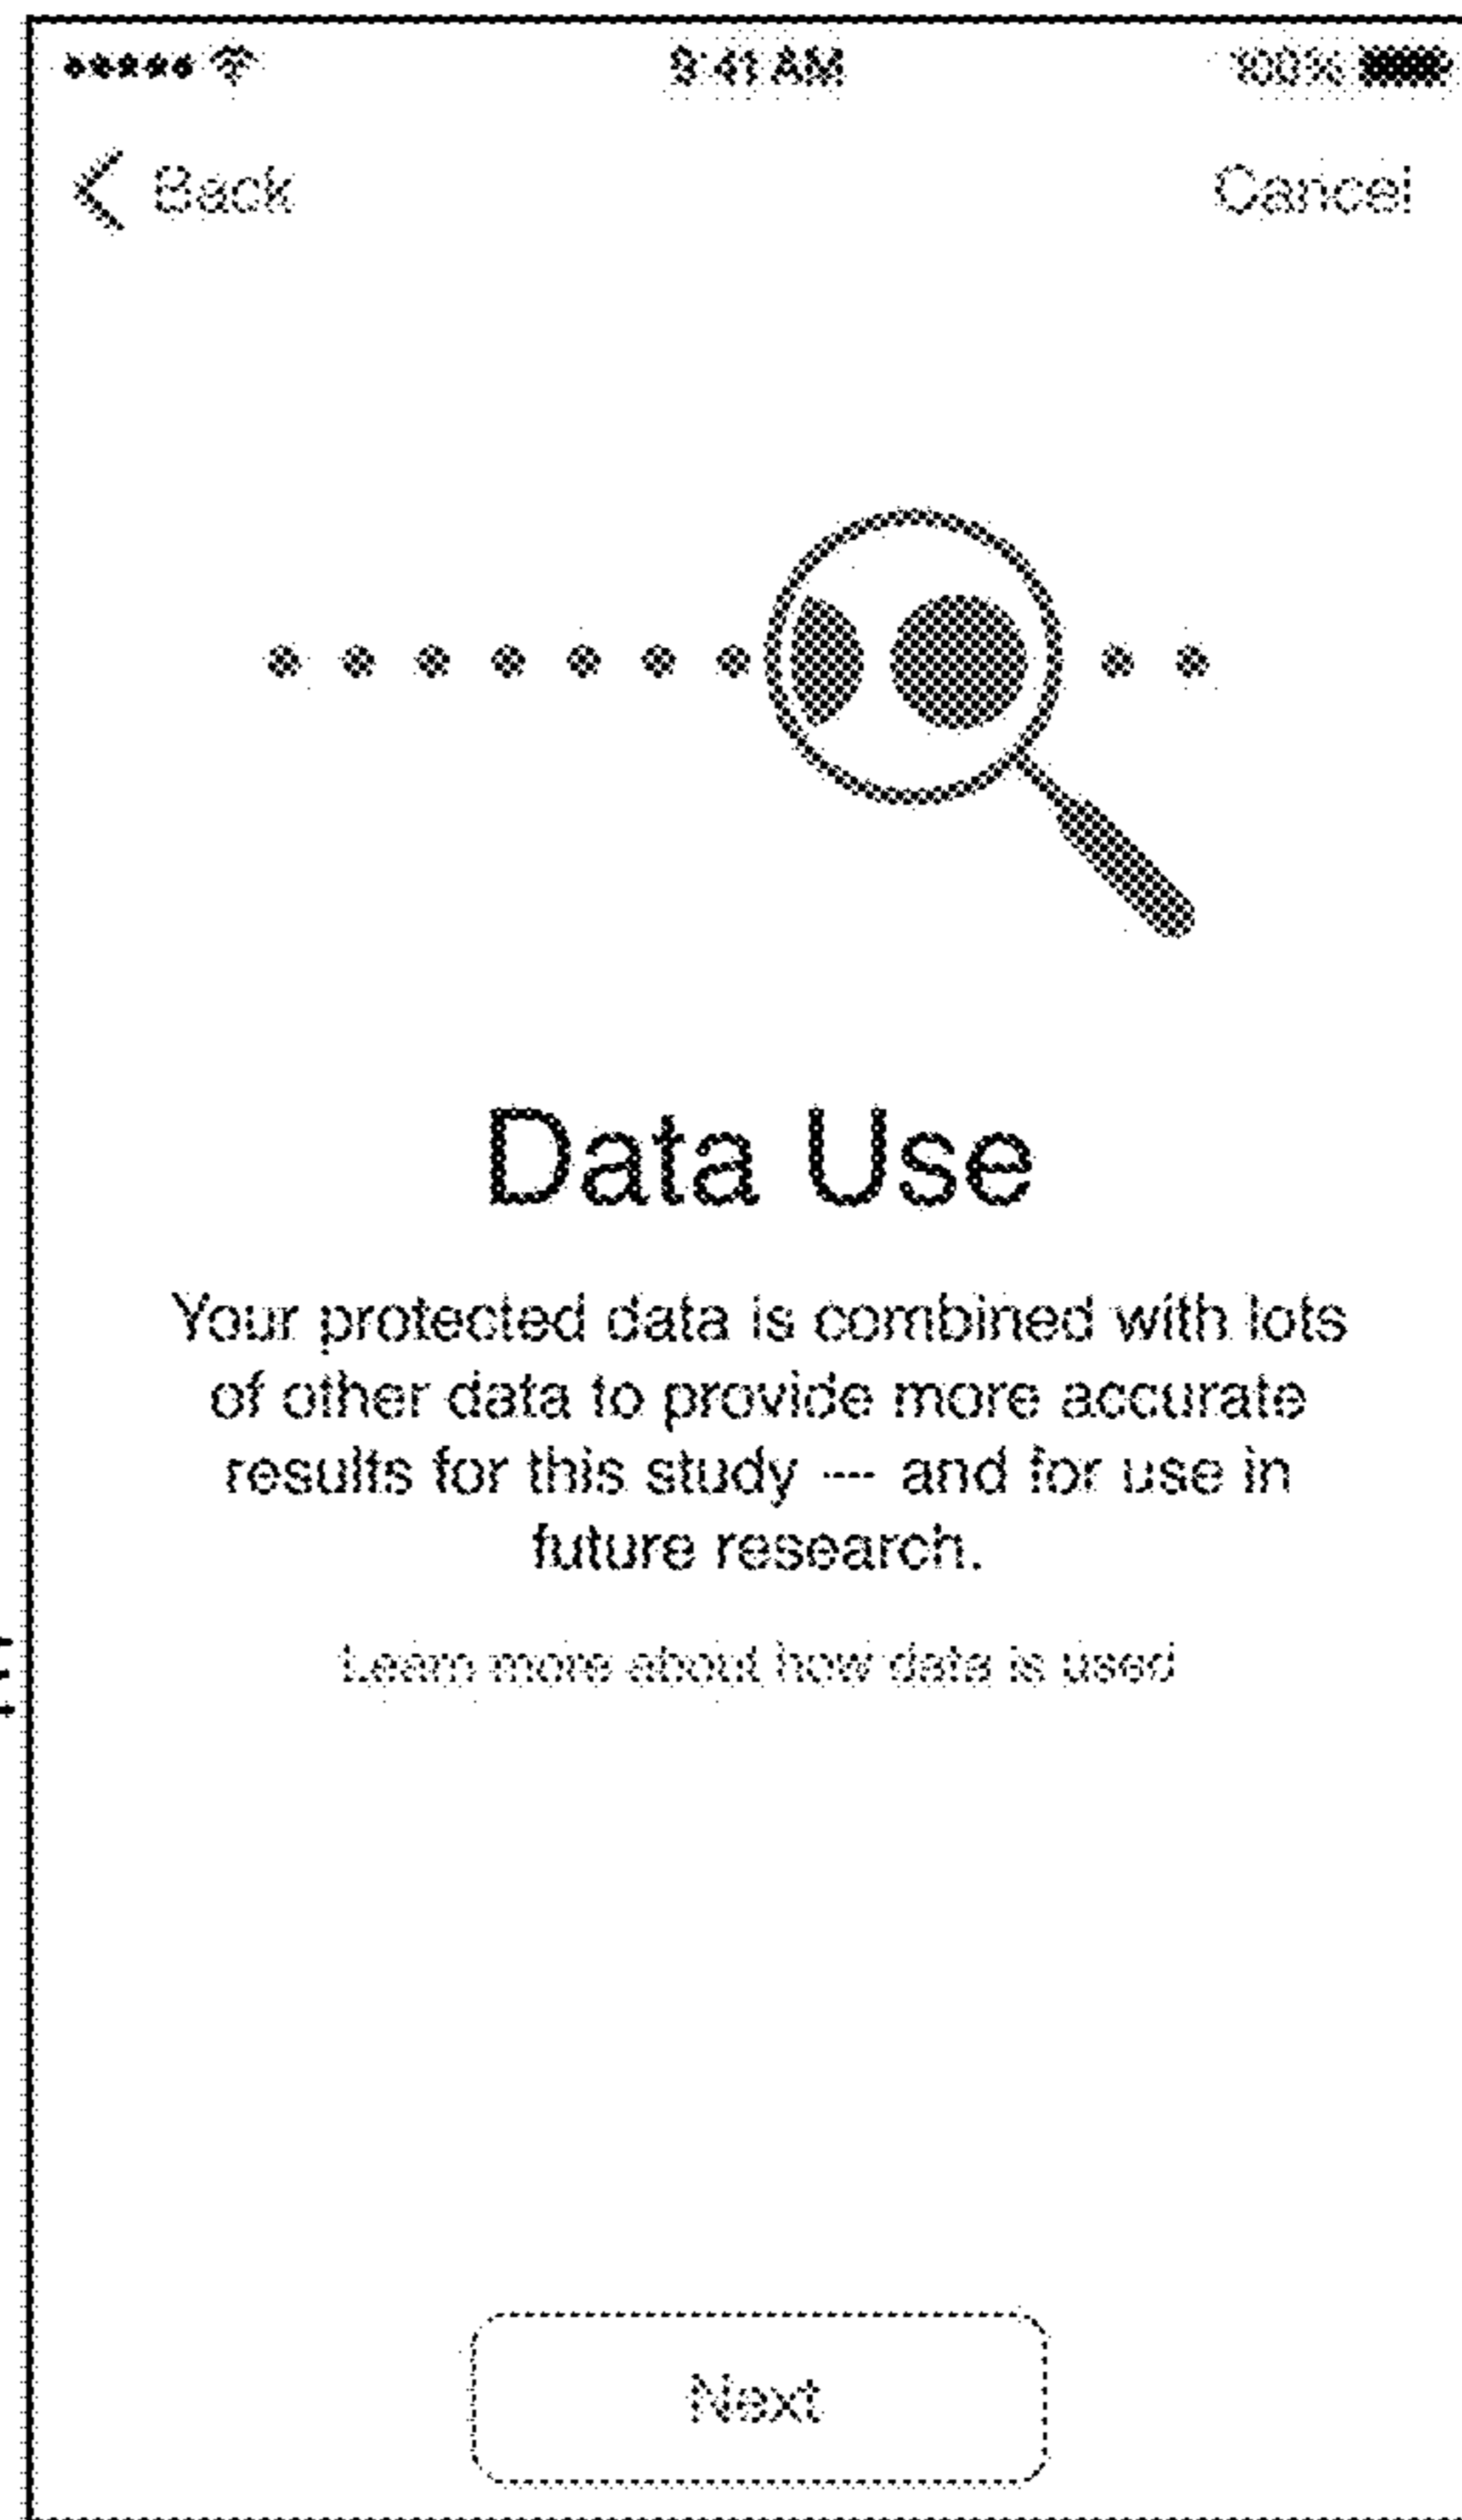 9:41 AM 100%
Back Cancel
Data Use
Your protected data is combined with lots
of other data to provide more accurate
results for this study --- and for use in
future research.
Learn more about how data is used
Next